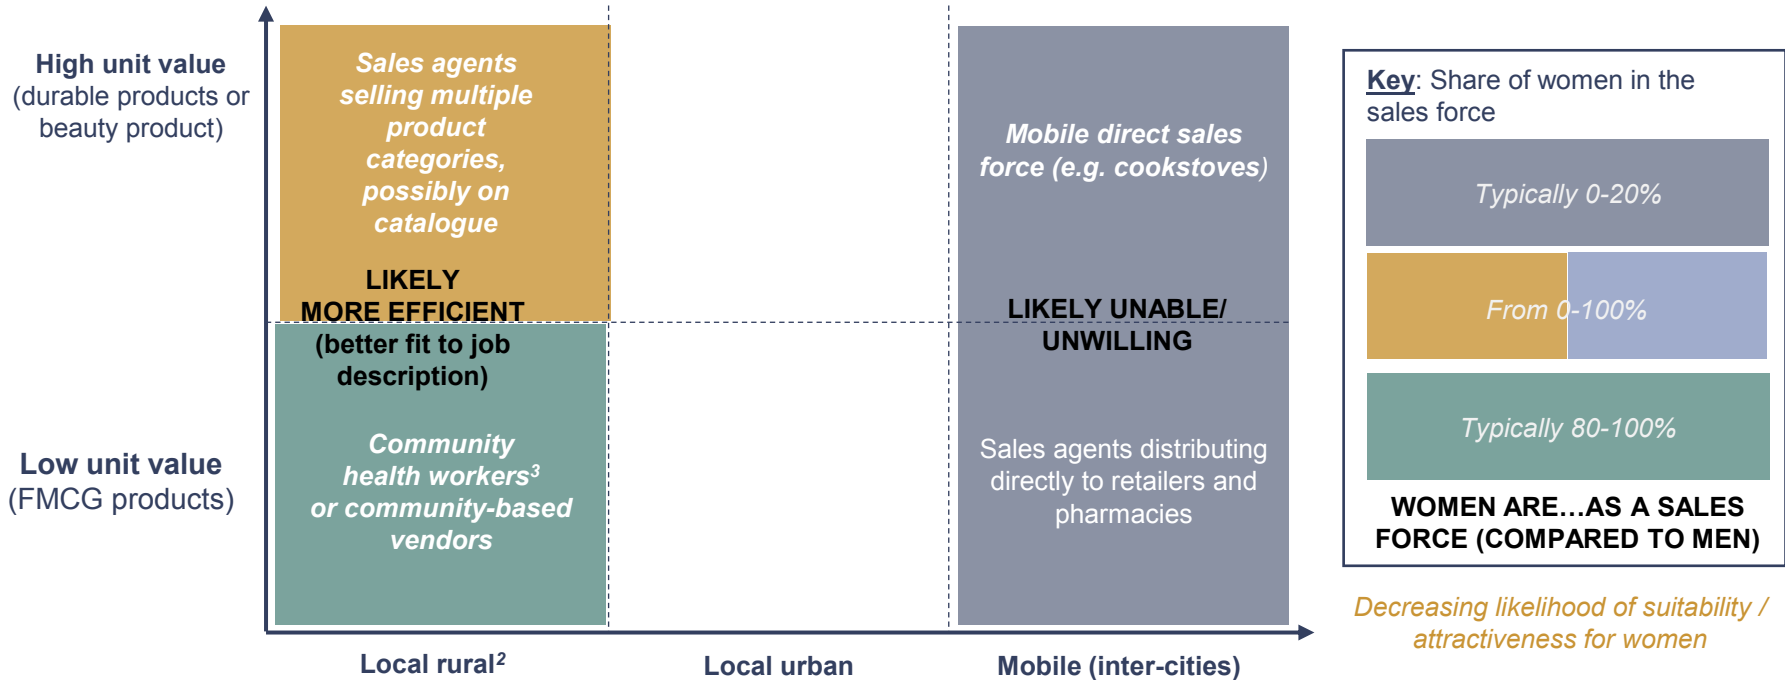 High unit value
(durable products or
beauty product)
Low unit value
(FMCG products)
Sales agents
selling multiple
product
categories,
possibly on
catalogue
LIKELY
MORE EFFICIENT
(better fit to job
description)
Community
health workers³
or community-based
vendors
Mobile direct sales
force (e.g. cookstoves)
LIKELY UNABLE/
UNWILLING
Sales agents distributing
directly to retailers and
pharmacies
Local rural²
Local urban
Mobile (inter-cities)
Key: Share of women in the
sales force
Typically 0-20%
From 0-100%
Typically 80-100%
WOMEN ARE…AS A SALES
FORCE (COMPARED TO MEN)
Decreasing likelihood of suitability /
attractiveness for women